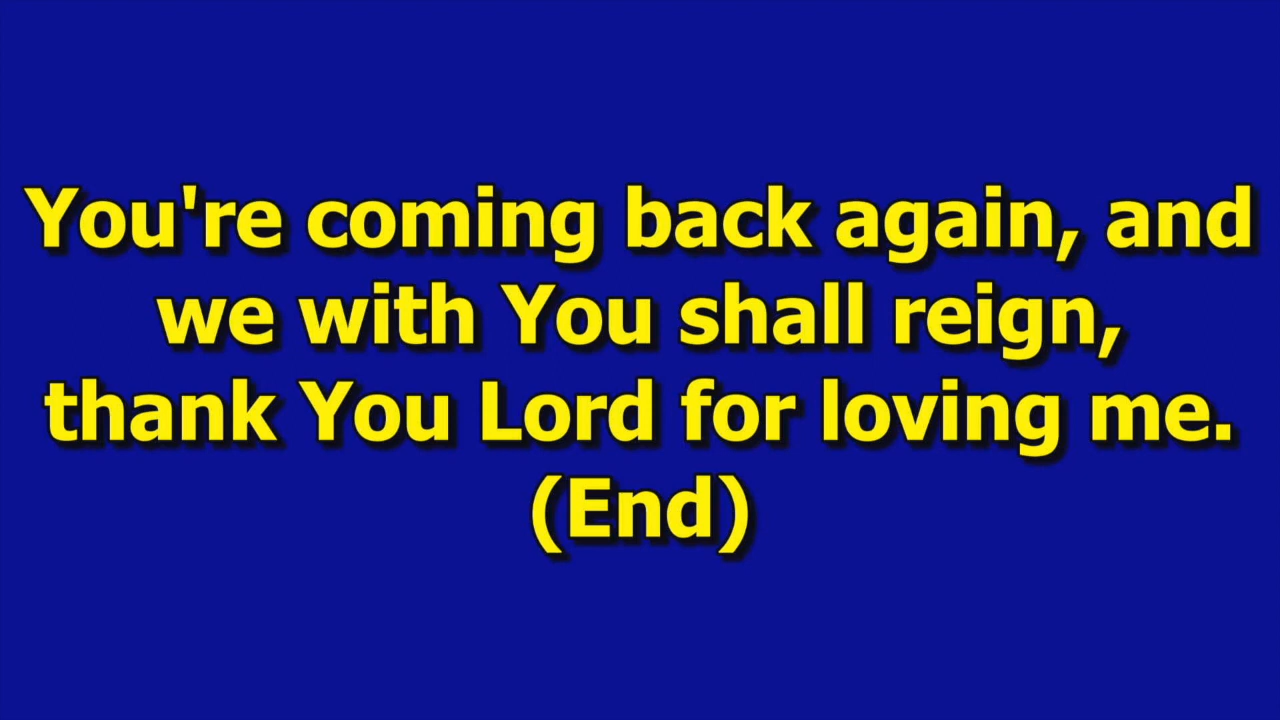 You're coming back again, and
we with You shall reign,
thank You Lord for loving me.
(End)